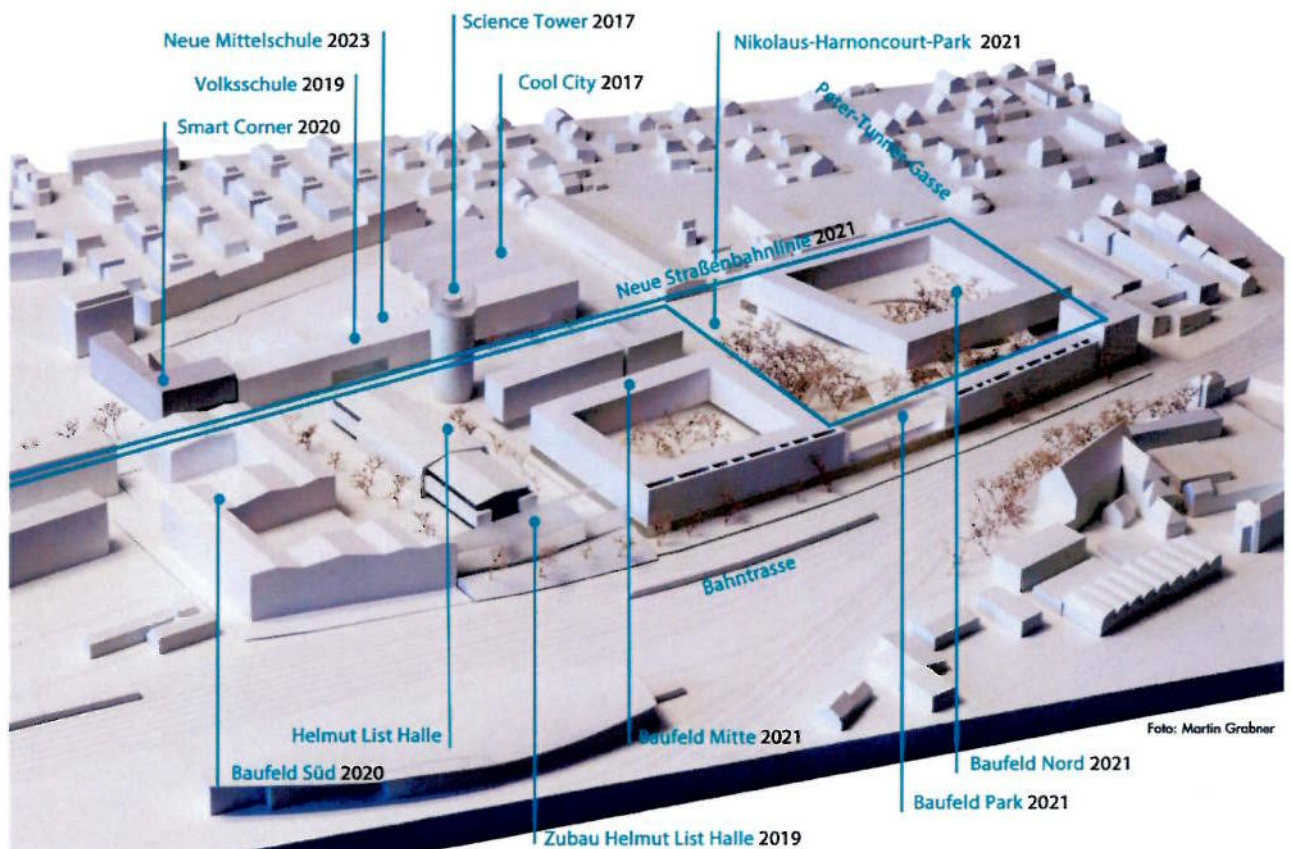 Science Tower 2017
Neue Mittelschule 2023
Nikolaus-Harnoncourt-Park 2021
Volksschule 2019
Cool City 2017
Smart Corner 2020
Peter-Tunner-Gasse
Neue Straßenbahnlinie 2021
Bahntrasse
Helmut List Halle
Baufeld Mitte 2021
Foto: Martin Grabner
Baufeld Süd 2020
Baufeld Nord 2021
Baufeld Park 2021
Zubau Helmut List Halle 2019